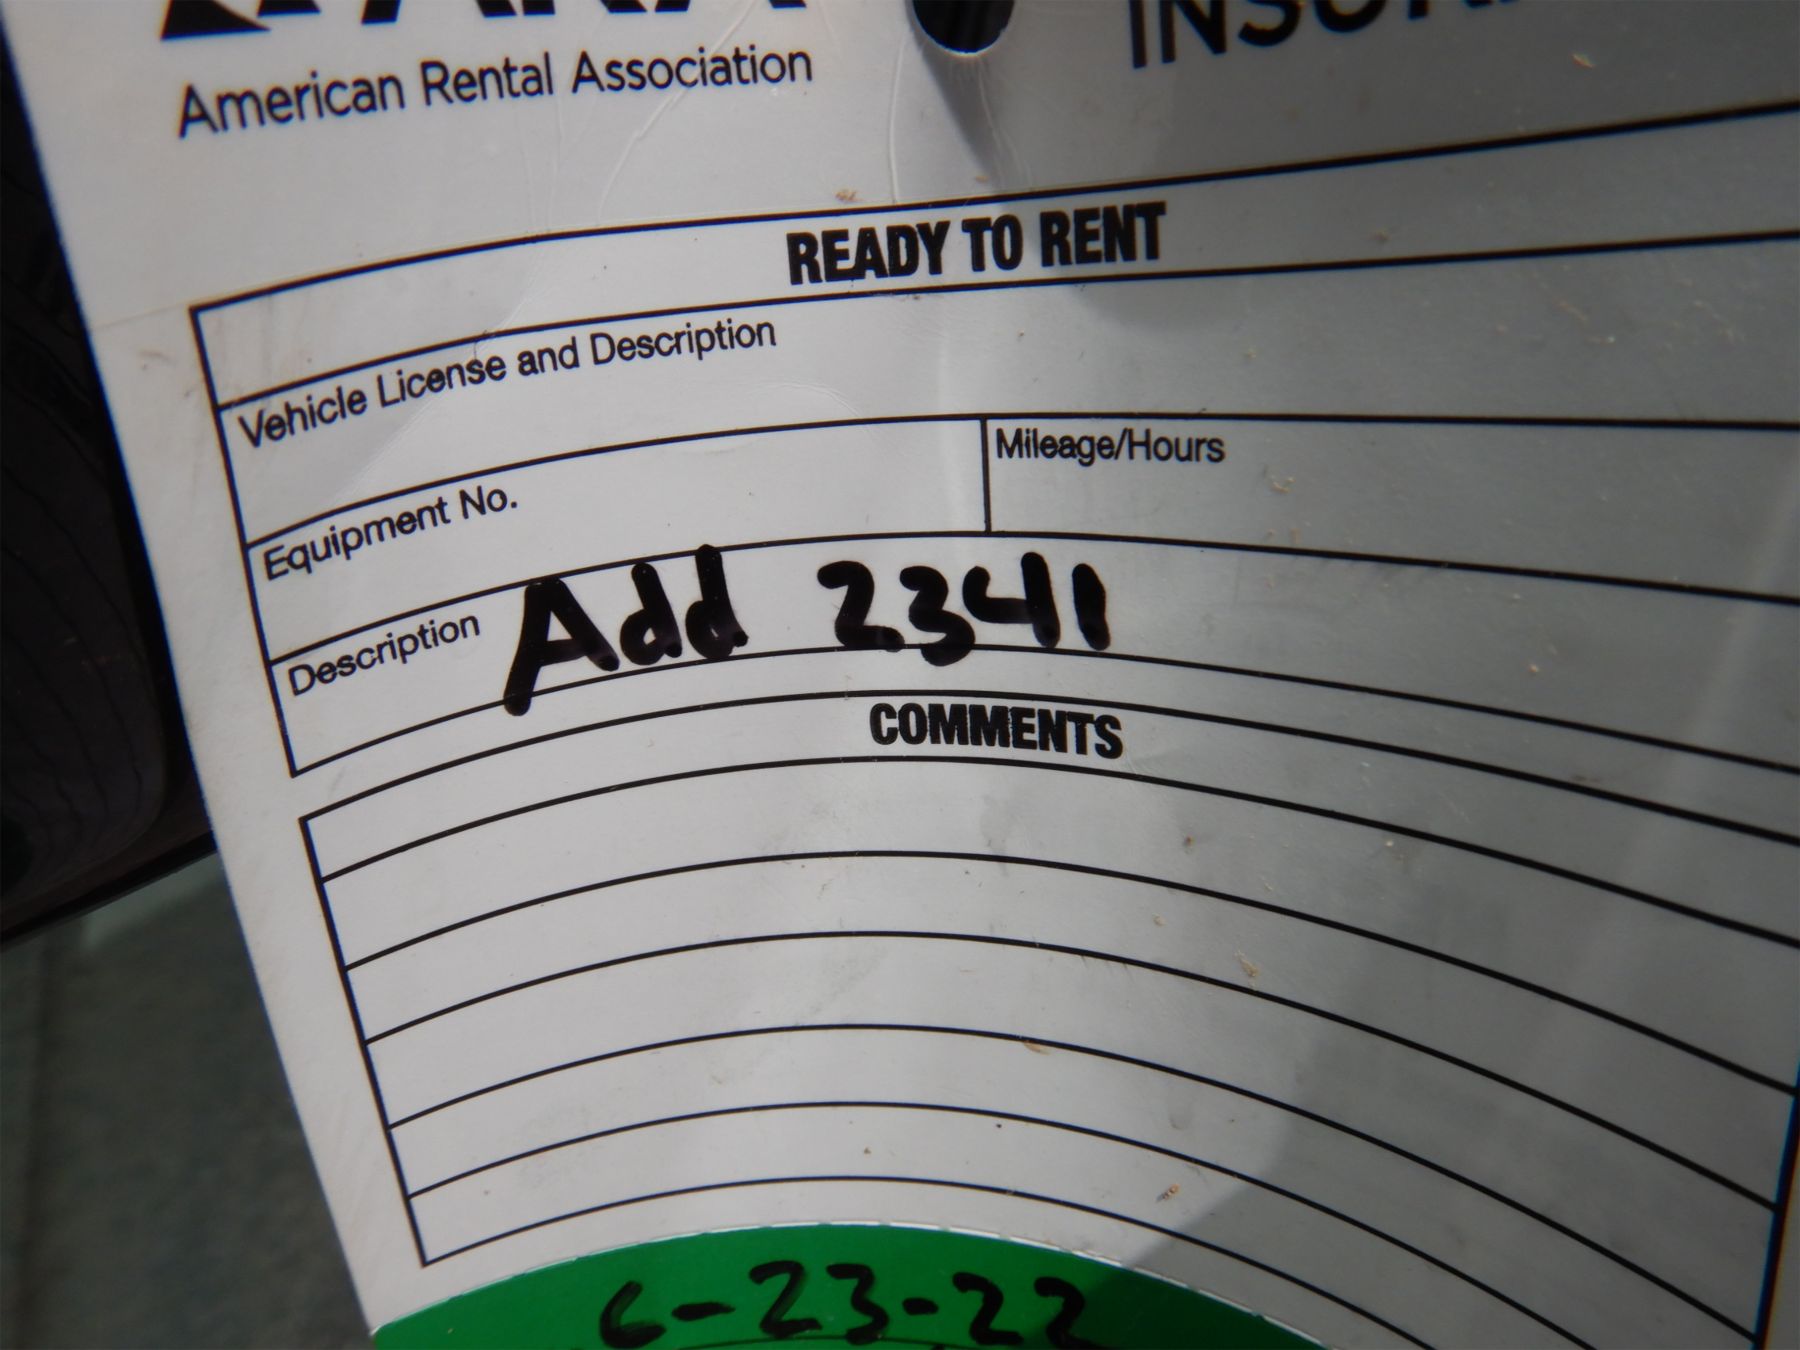 American Rental Association
READY TO RENT
Vehicle License and Description
Equipment No.
Mileage/Hours
Description Add 2341
COMMENTS
6-23-22